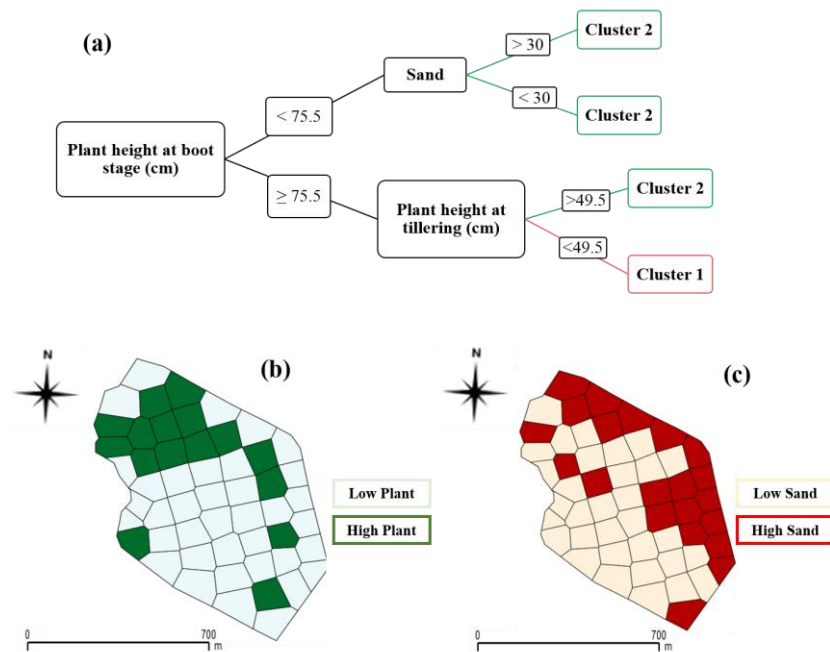 (a)
Sand
> 30
Cluster 2
< 30
Cluster 2
< 75.5
Plant height at boot
stage (cm)
≥ 75.5
Plant height at
tillering (cm)
>49.5
Cluster 2
<49.5
Cluster 1
N
(b)
Low Plant
High Plant
0
700
m
N
(c)
Low Sand
High Sand
0
700
m